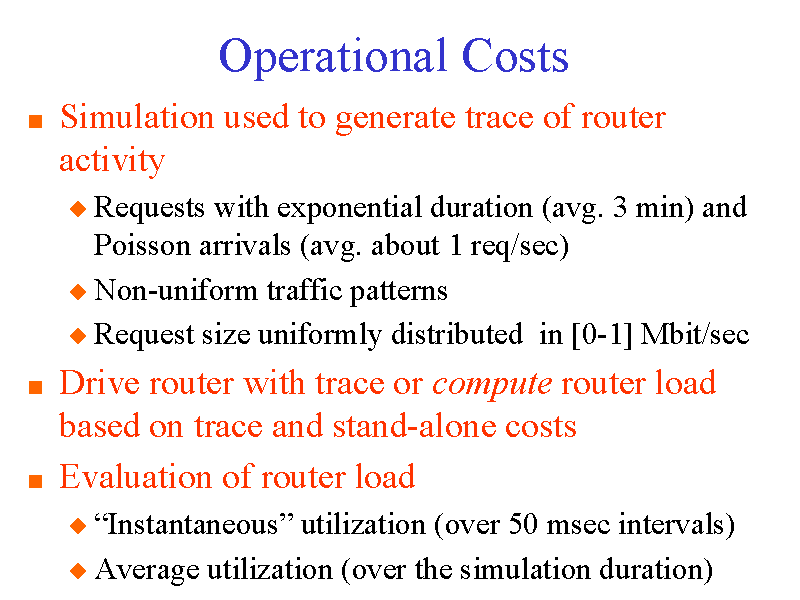 Operational Costs
■ Simulation used to generate trace of router
activity
◆ Requests with exponential duration (avg. 3 min) and
Poisson arrivals (avg. about 1 req/sec)
◆ Non-uniform traffic patterns
◆ Request size uniformly distributed in [0-1] Mbit/sec
■ Drive router with trace or compute router load
based on trace and stand-alone costs
■ Evaluation of router load
◆ “Instantaneous” utilization (over 50 msec intervals)
◆ Average utilization (over the simulation duration)